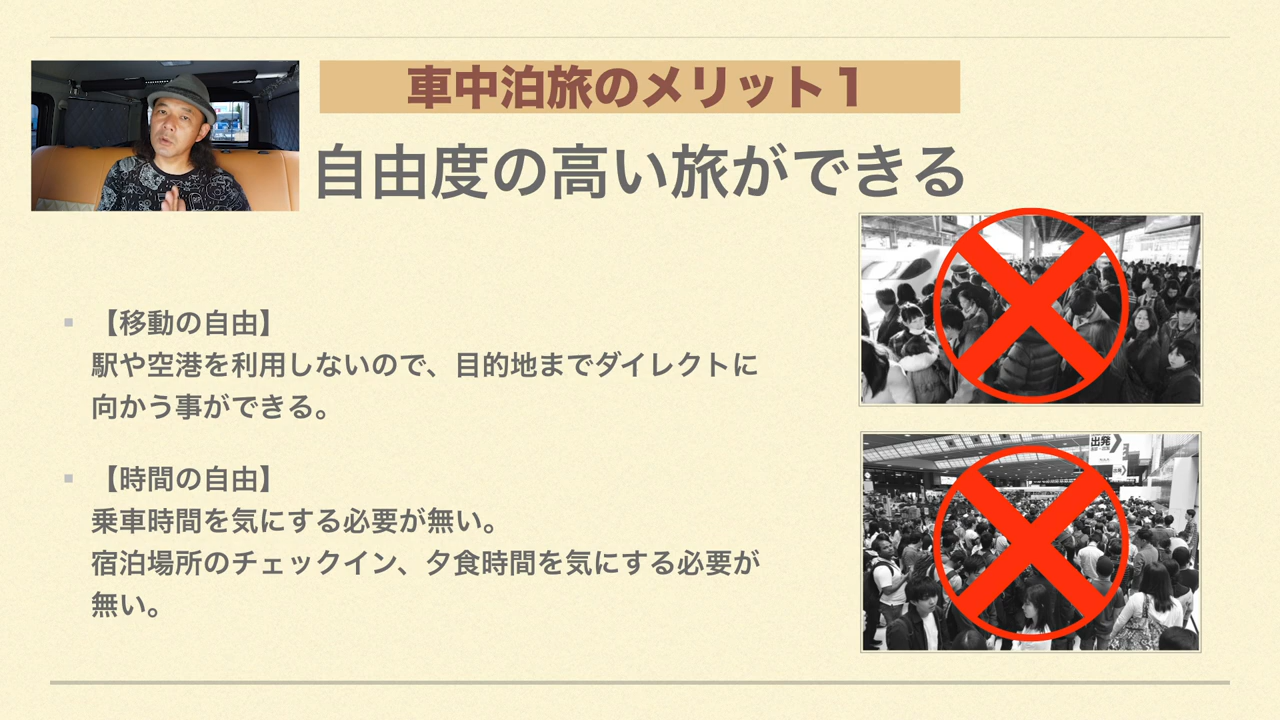 車中泊旅のメリット１
自由度の高い旅ができる
【移動の自由】
駅や空港を利用しないので、目的地までダイレクトに
向かう事ができる。
【時間の自由】
乗車時間を気にする必要が無い。
宿泊場所のチェックイン、夕食時間を気にする必要が
無い。
出発